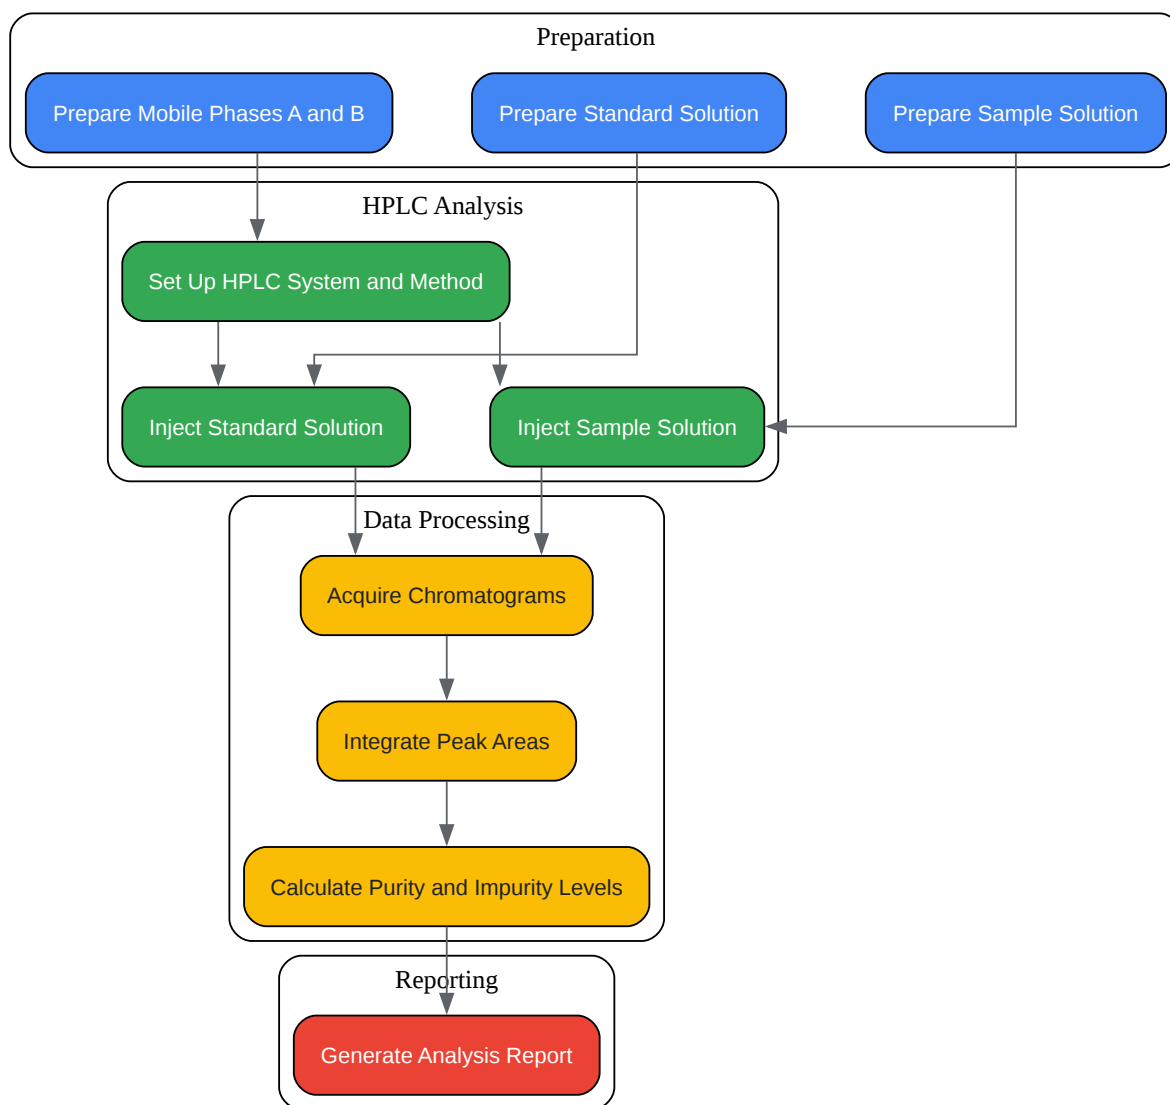 Preparation
Prepare Mobile Phases A and B
Prepare Standard Solution
Prepare Sample Solution
HPLC Analysis
Set Up HPLC System and Method
Inject Standard Solution
Inject Sample Solution
Data Processing
Acquire Chromatograms
Integrate Peak Areas
Calculate Purity and Impurity Levels
Reporting
Generate Analysis Report